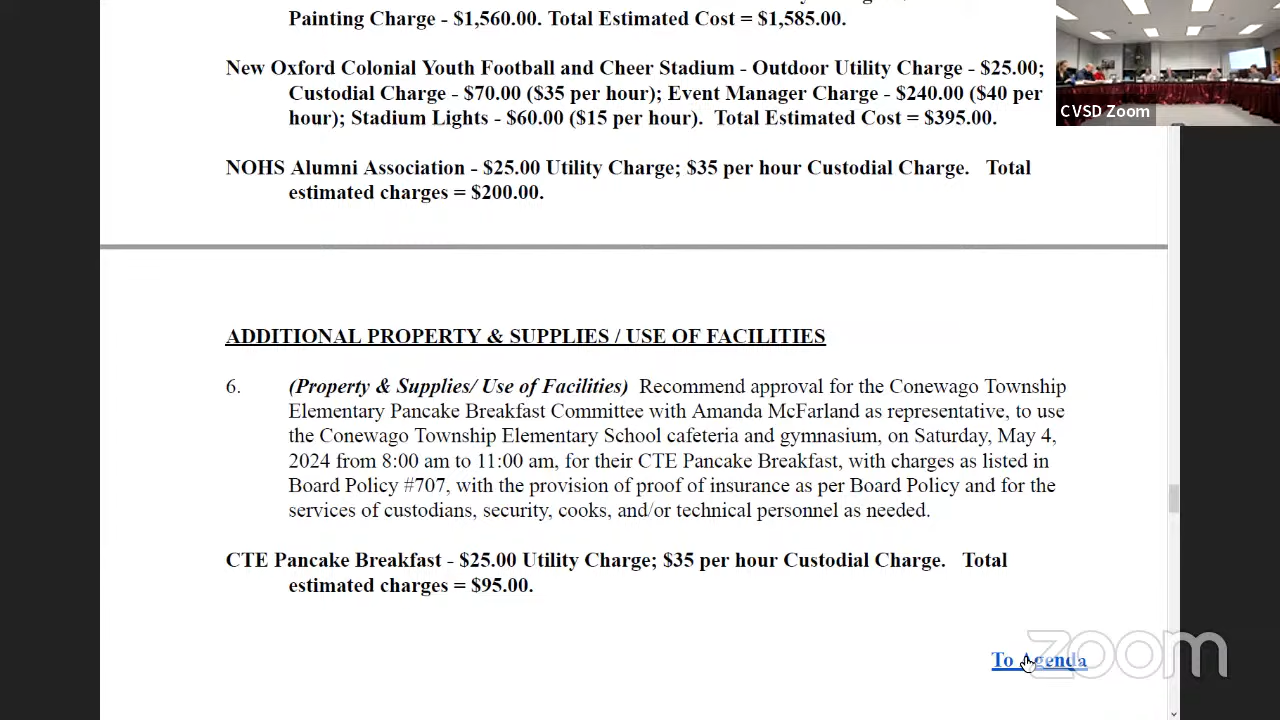 Painting Charge - $1,560.00. Total Estimated Cost = $1,585.00.
New Oxford Colonial Youth Football and Cheer Stadium - Outdoor Utility Charge - $25.00;
Custodial Charge - $70.00 ($35 per hour); Event Manager Charge - $240.00 ($40 per
hour); Stadium Lights - $60.00 ($15 per hour). Total Estimated Cost = $395.00.
CVSD Zoom
NOHS Alumni Association - $25.00 Utility Charge; $35 per hour Custodial Charge. Total
estimated charges = $200.00.
ADDITIONAL PROPERTY & SUPPLIES / USE OF FACILITIES
6. (Property & Supplies/ Use of Facilities) Recommend approval for the Conewago Township
Elementary Pancake Breakfast Committee with Amanda McFarland as representative, to use
the Conewago Township Elementary School cafeteria and gymnasium, on Saturday, May 4,
2024 from 8:00 am to 11:00 am, for their CTE Pancake Breakfast, with charges as listed in
Board Policy #707, with the provision of proof of insurance as per Board Policy and for the
services of custodians, security, cooks, and/or technical personnel as needed.
CTE Pancake Breakfast - $25.00 Utility Charge; $35 per hour Custodial Charge. Total
estimated charges = $95.00.
To Agenda
zoom